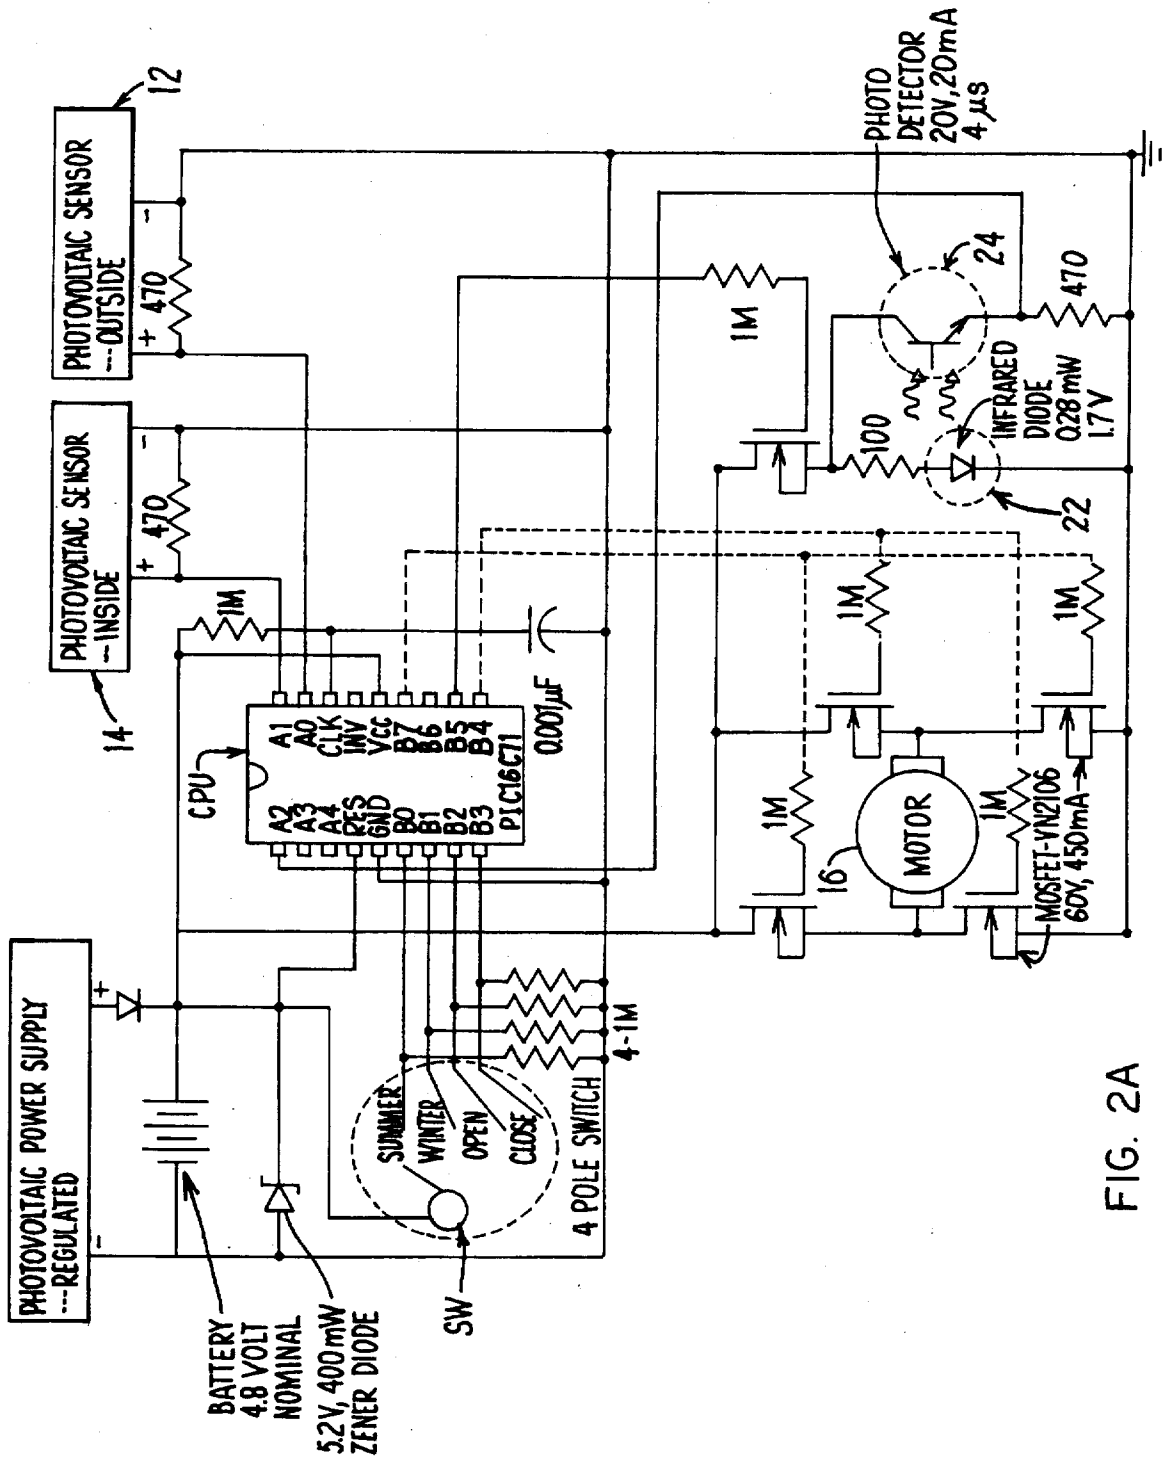 PHOTOVOLTAIC POWER SUPPLY
---REGULATED
+
-
PHOTOVOLTAIC SENSOR
--INSIDE
+
-
14
PHOTOVOLTAIC SENSOR
---OUTSIDE
+
-
12
470
470
1M
CPU
A2
A3
A4
RES
GND
B0
B1
B2
B3
A1
A0
CLK
INV
VCC
B7
B6
B5
B4
PIC16C71
0.001µF
BATTERY
4.8 VOLT
NOMINAL
5.2V, 400mW
ZENER DIODE
SW
SUMMER
WINTER
OPEN
CLOSE
4 POLE SWITCH
4-1M
1M
1M
1M
1M
16
MOTOR
MOSFET-VN2106
60V, 450mA
1M
100
22
INFRARED
DIODE
0.28 mW
1.7 V
24
470
PHOTO
DETECTOR
20V, 20mA
4 µs
FIG. 2A